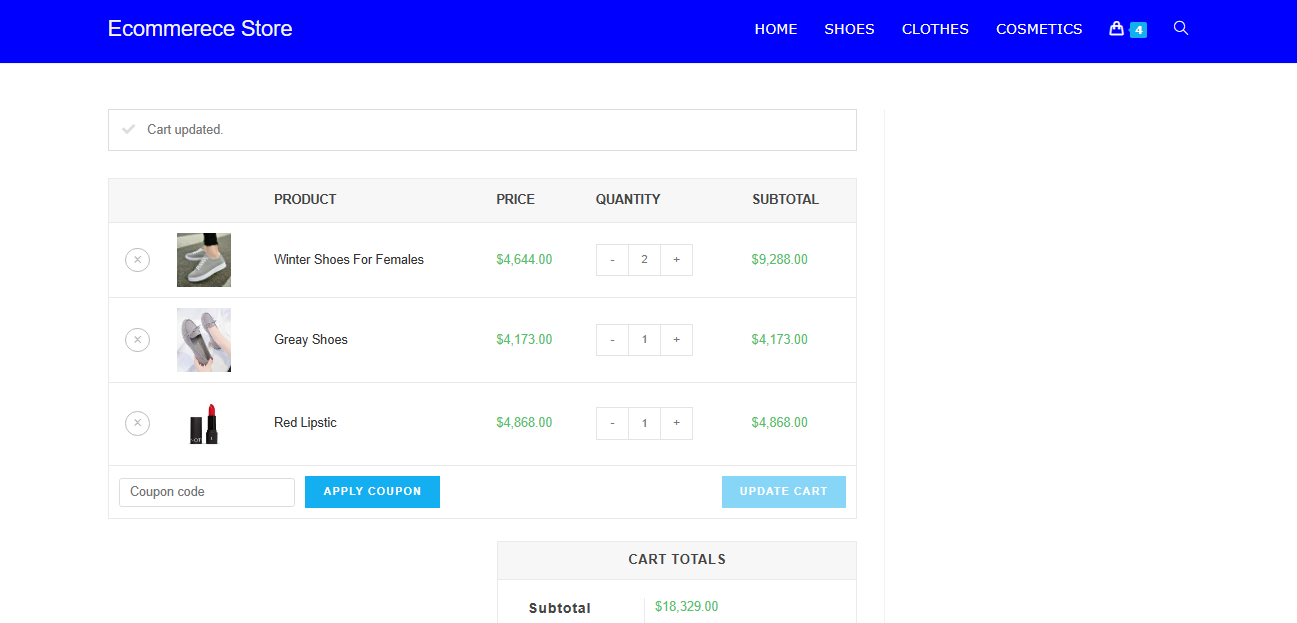 Ecommerece Store HOME SHOES CLOTHES COSMETICS 4
Cart updated.
PRODUCT PRICE QUANTITY SUBTOTAL
× Winter Shoes For Females $4,644.00 - 2 + $9,288.00
× Greay Shoes $4,173.00 - 1 + $4,173.00
× Red Lipstic $4,868.00 - 1 + $4,868.00
Coupon code APPLY COUPON UPDATE CART
CART TOTALS
Subtotal $18,329.00